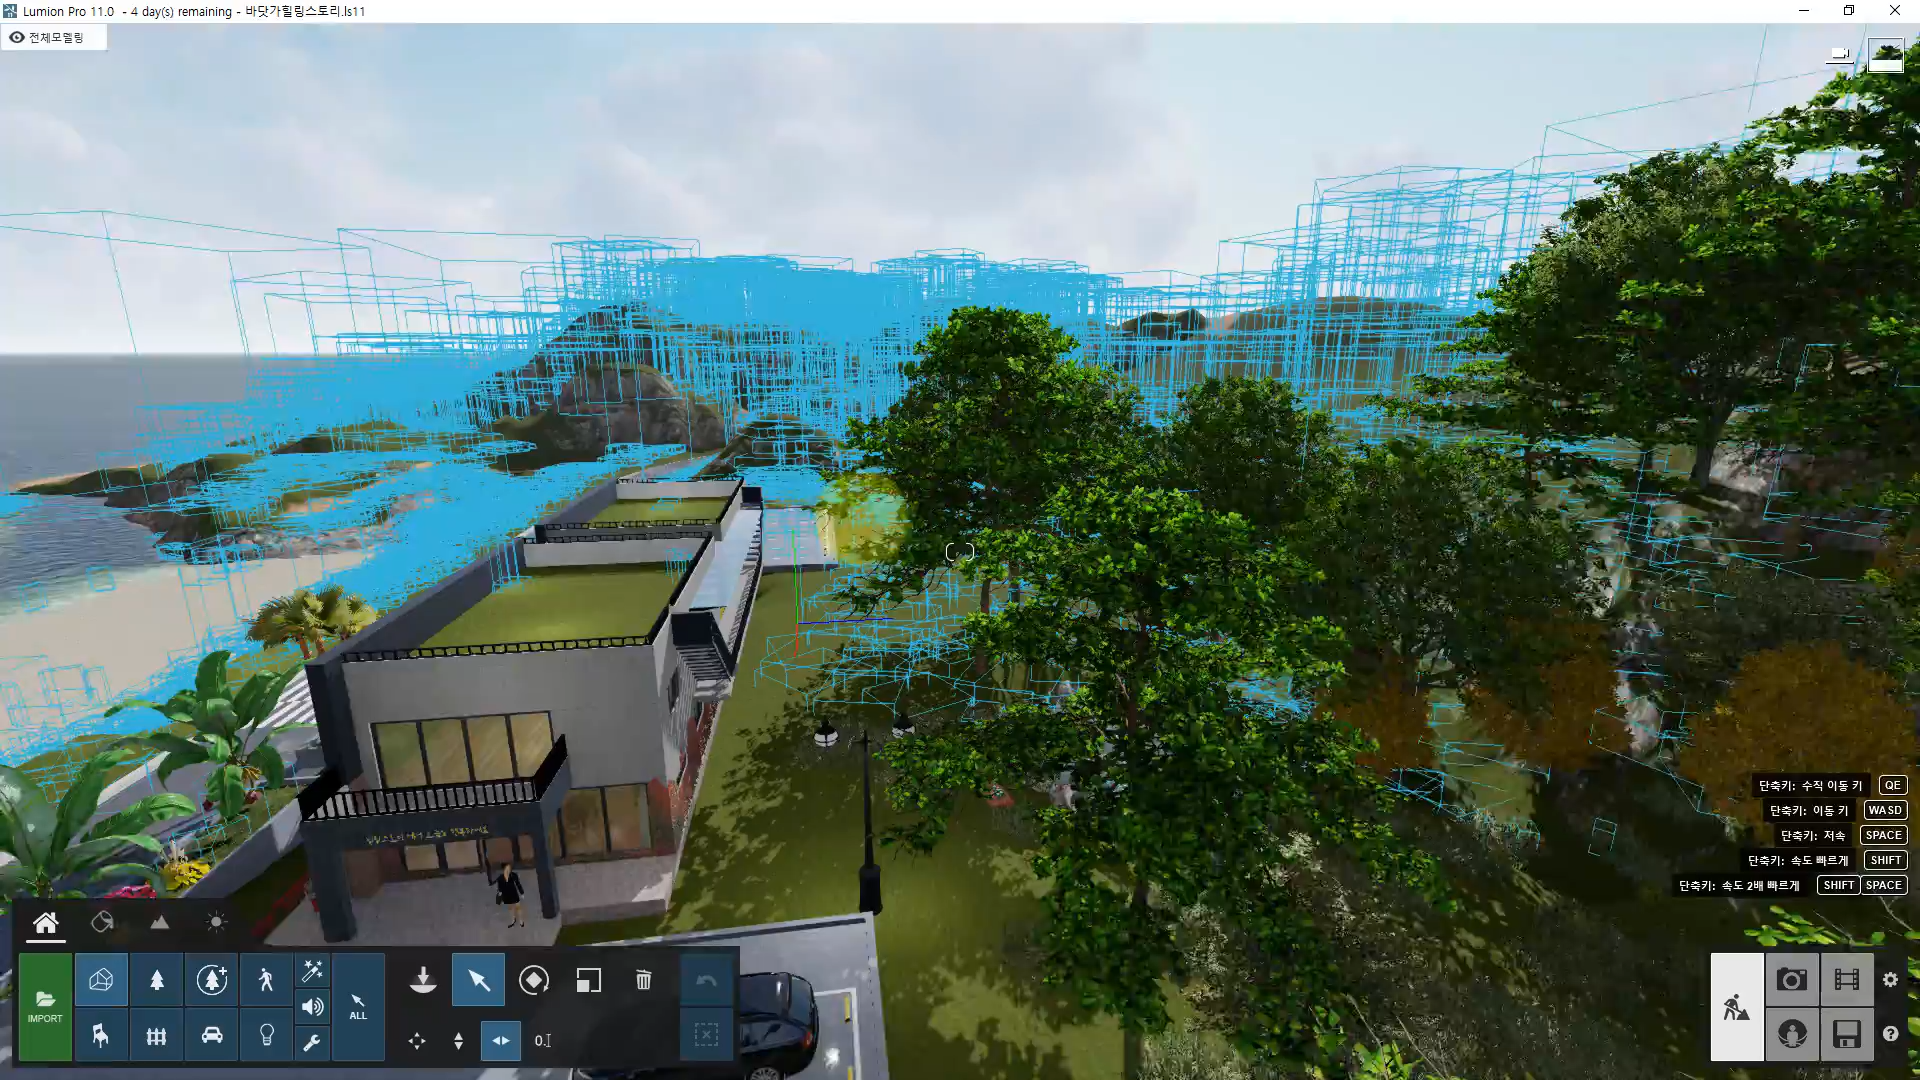 Lumion Pro 11.0 - 4 day(s) remaining - 바닷가힐링스토리.ls11
전체모델링
단축키: 수직 이동 키 QE
단축키: 이동 키 WASD
단축키: 저속 SPACE
단축키: 속도 빠르게 SHIFT
단축키: 속도 2배 빠르게 SHIFT SPACE
IMPORT
ALL
0.